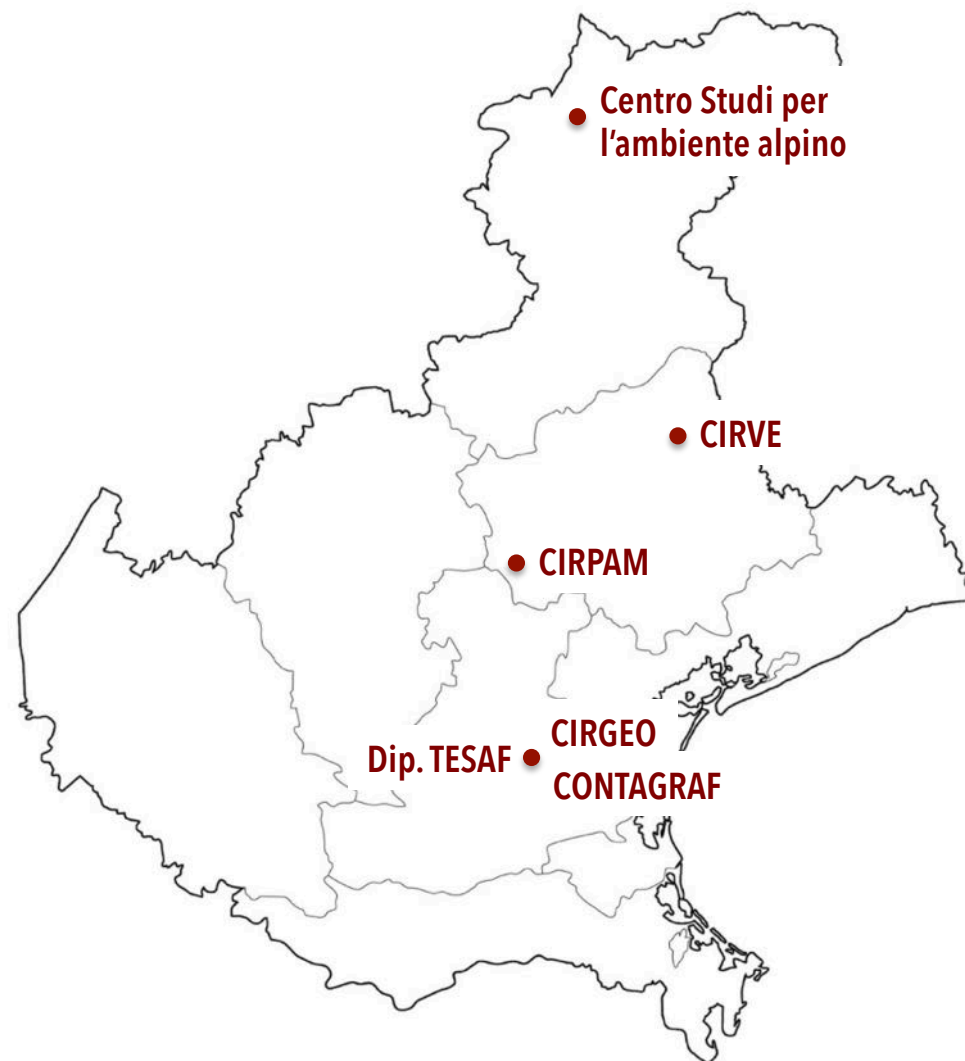 Centro Studi per
l'ambiente alpino
CIRVE
CIRPAM
CIRGEO
Dip. TESAF
CONTAGRAF